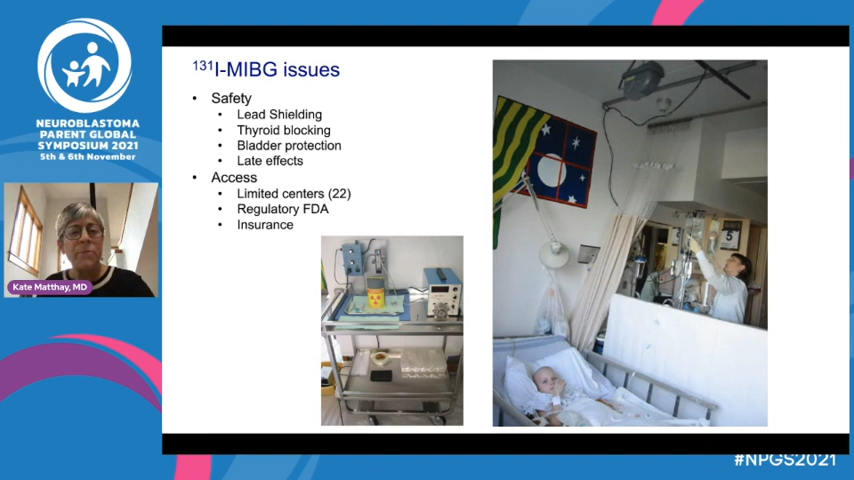 NEUROBLASTOMA
PARENT GLOBAL
SYMPOSIUM 2021
5th & 6th November
Kate Matthay, MD
131I-MIBG issues
• Safety
• Lead Shielding
• Thyroid blocking
• Bladder protection
• Late effects
• Access
• Limited centers (22)
• Regulatory FDA
• Insurance
5
#NPGS2021